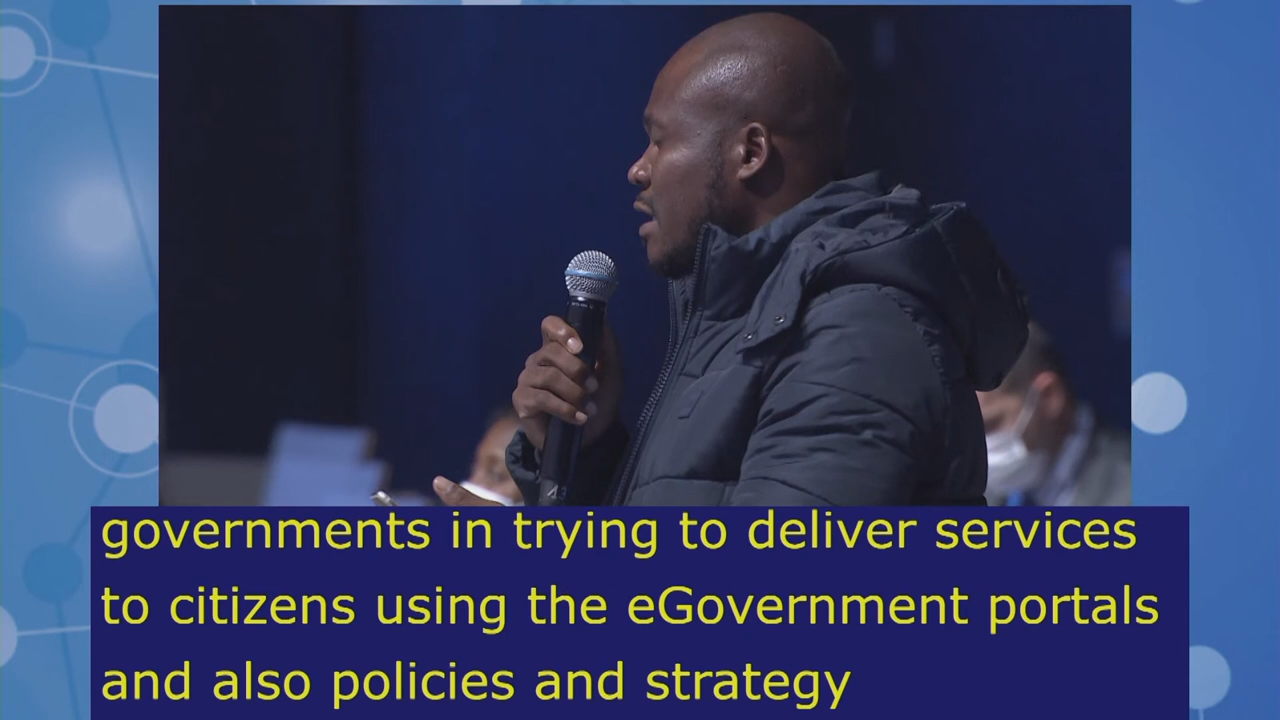 governments in trying to deliver services
to citizens using the eGovernment portals
and also policies and strategy